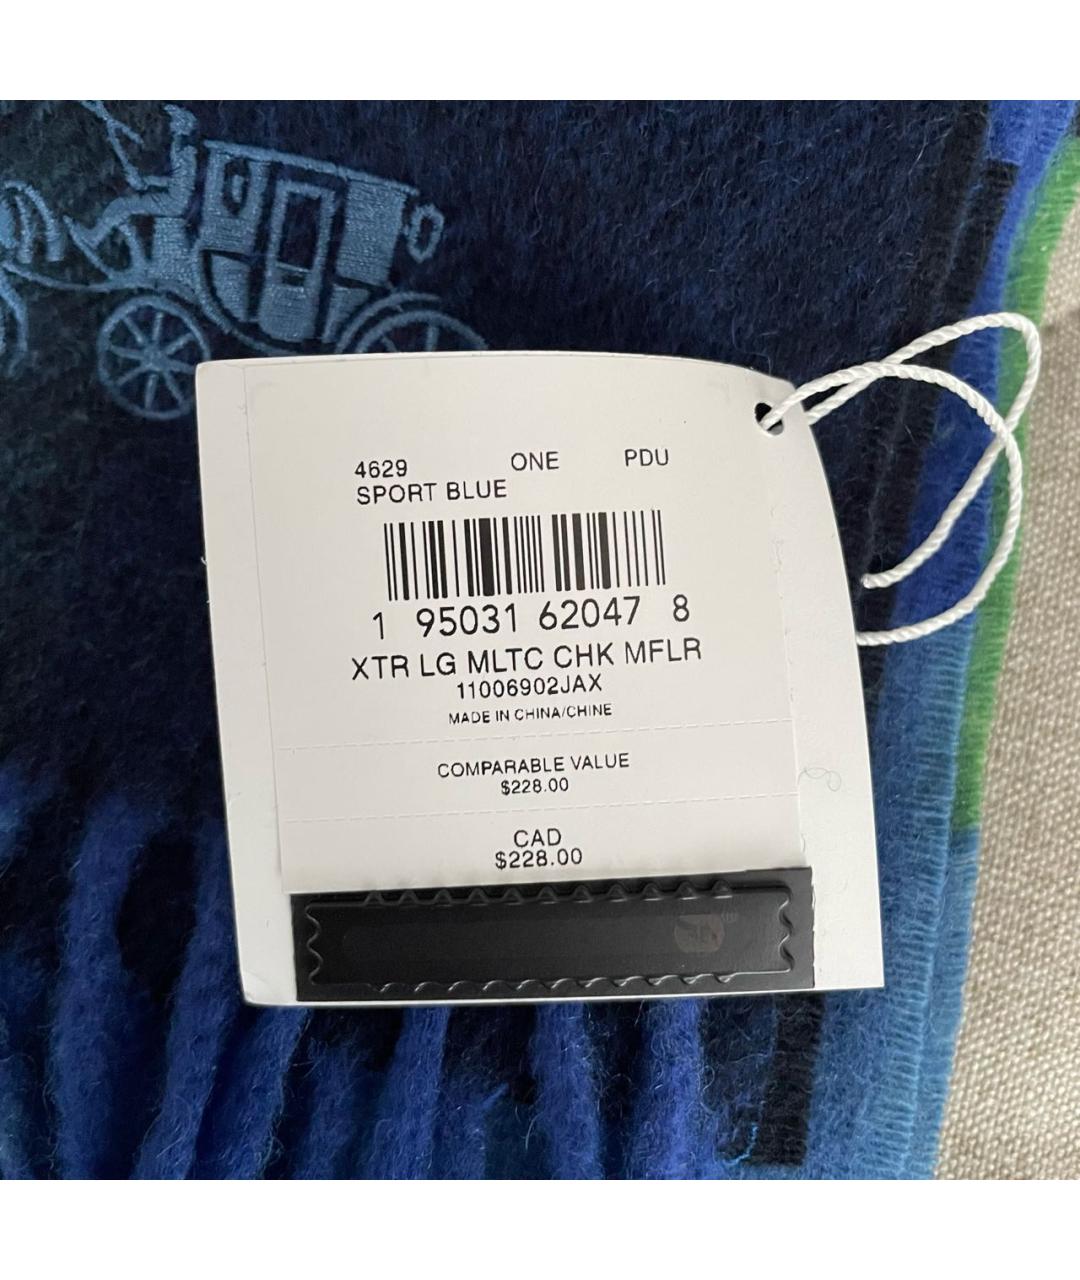 4629 ONE PDU
SPORT BLUE
1 95031 62047 8
XTR LG MLTC CHK MFLR
11006902JAX
MADE IN CHINA/CHINE
COMPARABLE VALUE
$228.00
CAD
$228.00